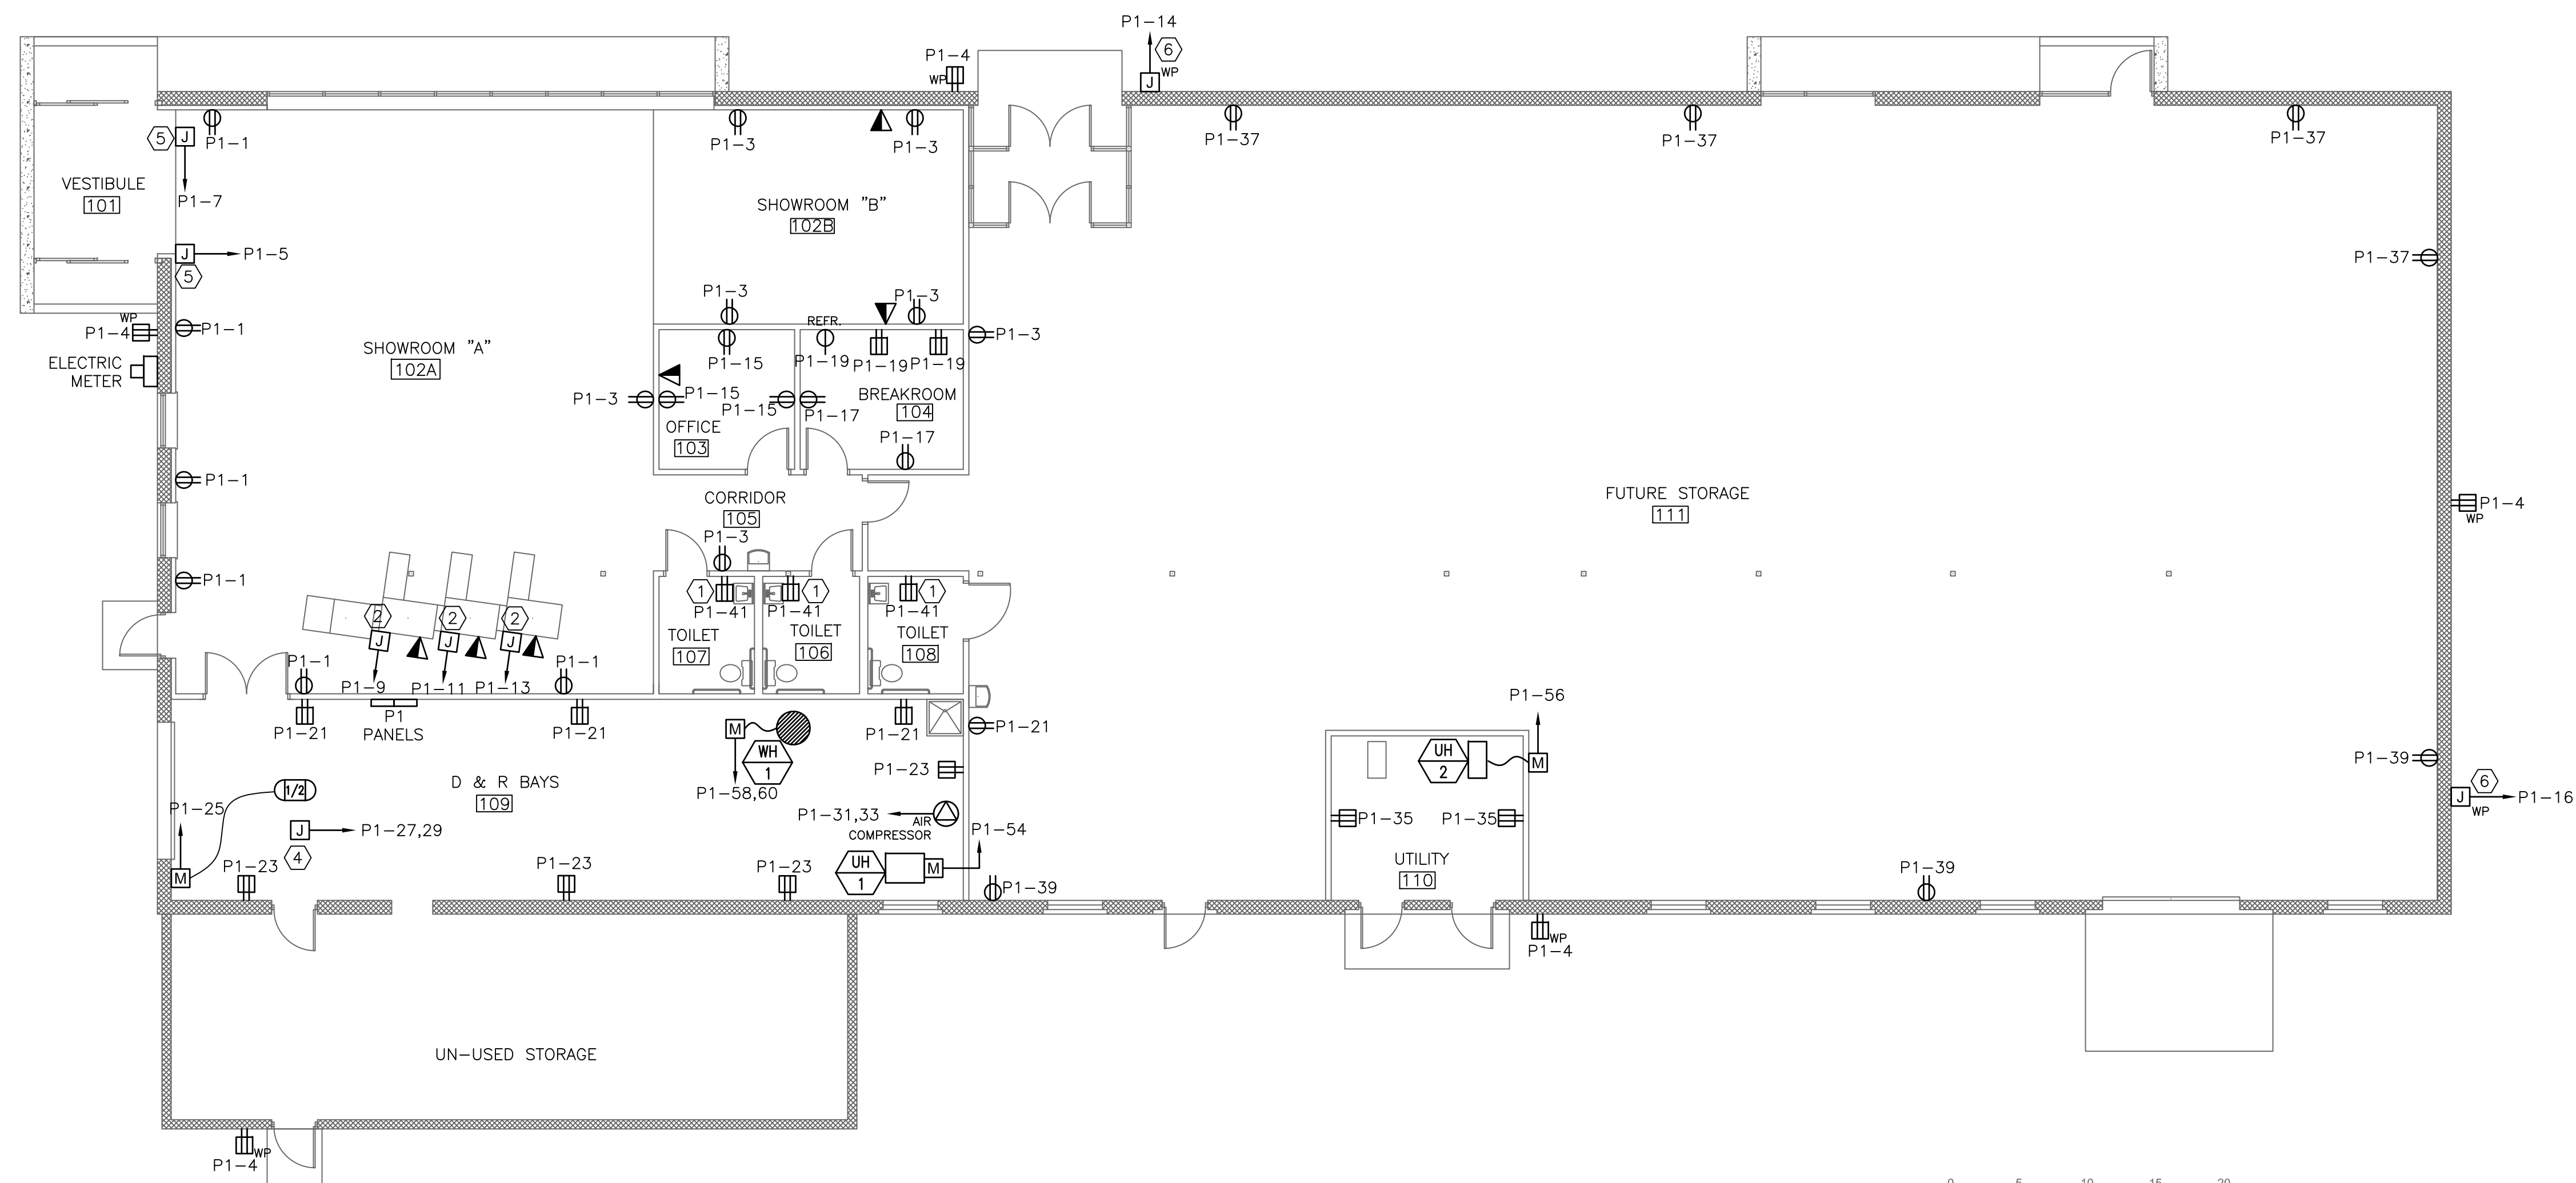 P1-14
6
WP
J
P1-4
WP
5
J
P1-1
P1-3
P1-3
P1-37
P1-37
P1-37
VESTIBULE
101
P1-7
SHOWROOM "B"
102B
J
P1-5
5
P1-37
P1-3
P1-3
WP
P1-4
P1-1
REFR.
P1-3
SHOWROOM "A"
102A
ELECTRIC
METER
P1-15
P1-19
P1-19
P1-19
P1-3
P1-15
P1-15
P1-17
BREAKROOM
104
OFFICE
103
P1-17
P1-1
CORRIDOR
105
FUTURE STORAGE
111
P1-4
WP
P1-3
P1-1
1
P1-41
1
P1-41
1
P1-41
2
2
2
J
J
J
TOILET
107
TOILET
106
TOILET
108
P1-1
P1-9
P1-11
P1-13
P1-1
P1-56
P1
PANELS
P1-21
P1-21
P1-21
P1-21
M
WH
1
UH
2
M
P1-39
P1-23
D & R BAYS
109
P1-58,60
1/2
6
J
P1-16
WP
P1-25
P1-31,33
AIR
COMPRESSOR
P1-54
P1-35
P1-35
J
P1-27,29
4
UH
1
M
UTILITY
110
P1-23
P1-23
P1-23
M
P1-39
P1-39
WP
P1-4
UN-USED STORAGE
P1-4
WP
0 5 10 15 20